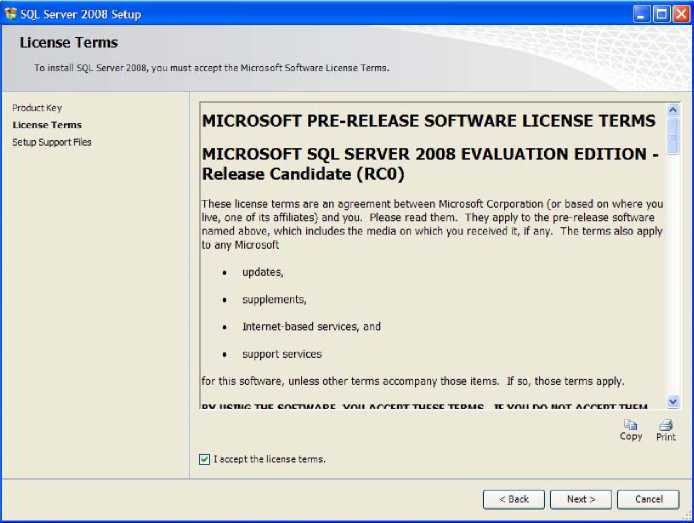 SQL Server 2008 Setup
License Terms
To install SQL Server 2008, you must accept the Microsoft Software License Terms.
Product Key
License Terms
Setup Support Files
MICROSOFT PRE-RELEASE SOFTWARE LICENSE TERMS
MICROSOFT SQL SERVER 2008 EVALUATION EDITION -
Release Candidate (RC0)
These license terms are an agreement between Microsoft Corporation (or based on where you
live, one of its affiliates) and you.  Please read them.  They apply to the pre-release software
named above, which includes the media on which you received it, if any.  The terms also apply
to any Microsoft
• updates,
• supplements,
• Internet-based services, and
• support services
for this software, unless other terms accompany those items.  If so, those terms apply.
BY USING THE SOFTWARE, YOU ACCEPT THESE TERMS.  IF YOU DO NOT ACCEPT THEM,
Copy Print
I accept the license terms.
< Back Next > Cancel